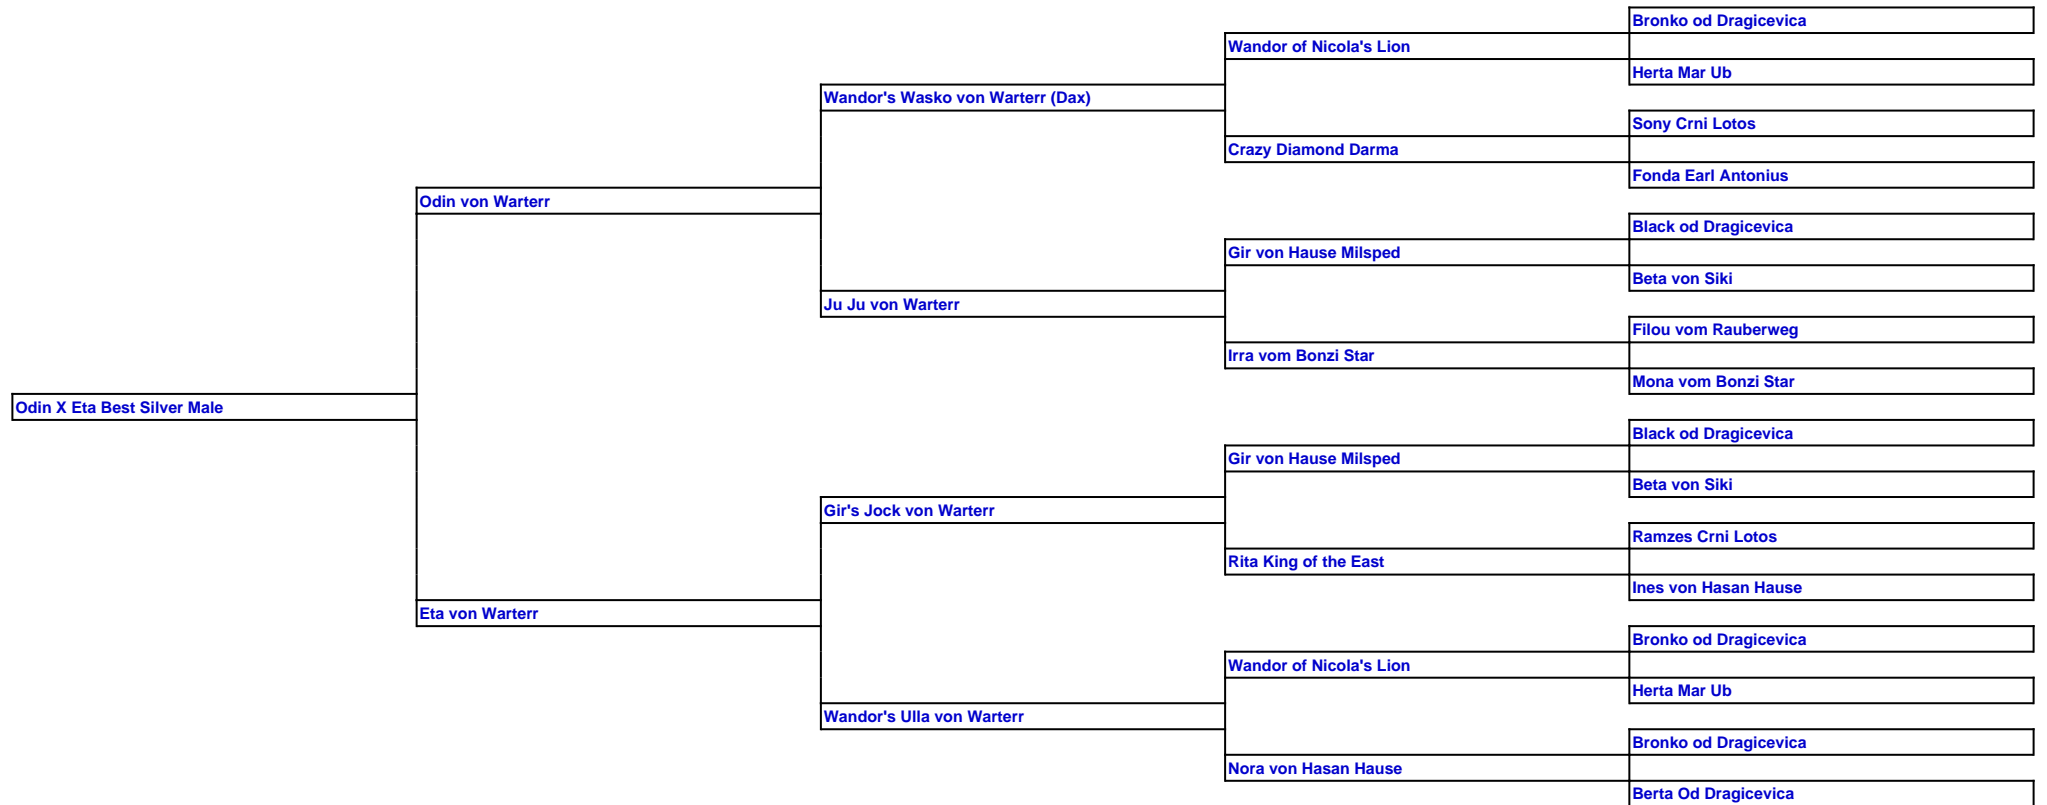 Bronko od Dragicevica
Wandor of Nicola's Lion
Herta Mar Ub
Wandor's Wasko von Warterr (Dax)
Sony Crni Lotos
Crazy Diamond Darma
Fonda Earl Antonius
Odin von Warterr
Black od Dragicevica
Gir von Hause Milsped
Beta von Siki
Ju Ju von Warterr
Filou vom Rauberweg
Irra vom Bonzi Star
Mona vom Bonzi Star
Odin X Eta Best Silver Male
Black od Dragicevica
Gir von Hause Milsped
Beta von Siki
Gir's Jock von Warterr
Ramzes Crni Lotos
Rita King of the East
Ines von Hasan Hause
Eta von Warterr
Bronko od Dragicevica
Wandor of Nicola's Lion
Herta Mar Ub
Wandor's Ulla von Warterr
Bronko od Dragicevica
Nora von Hasan Hause
Berta Od Dragicevica